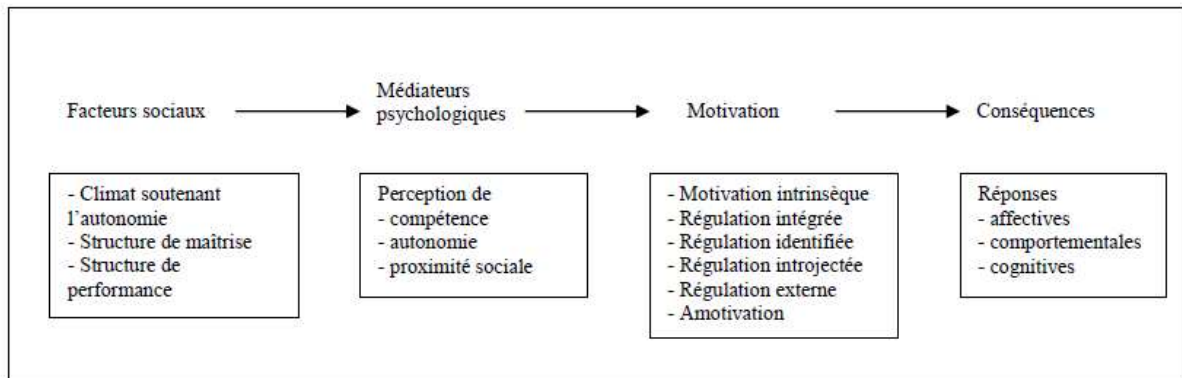 Facteurs sociaux
Médiateurs
psychologiques
Motivation
Conséquences
- Climat soutenant
l'autonomie
- Structure de maîtrise
- Structure de
performance
Perception de
- compétence
- autonomie
- proximité sociale
- Motivation intrinsèque
- Régulation intégrée
- Régulation identifiée
- Régulation introjectée
- Régulation externe
- Amotivation
Réponses
- affectives
- comportementales
- cognitives